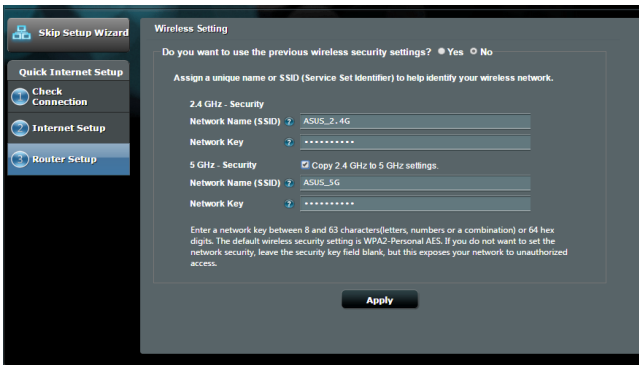 Skip Setup Wizard
Quick Internet Setup
1 Check
Connection
2 Internet Setup
3 Router Setup
Wireless Setting
Do you want to use the previous wireless security settings? Yes No
Assign a unique name or SSID (Service Set Identifier) to help identify your wireless network.
2.4 GHz - Security
Network Name (SSID) ? ASUS_2.4G
Network Key ? ••••••••••
5 GHz - Security Copy 2.4 GHz to 5 GHz settings.
Network Name (SSID) ? ASUS_5G
Network Key ? ••••••••••
Enter a network key between 8 and 63 characters(letters, numbers or a combination) or 64 hex
digits. The default wireless security setting is WPA2-Personal AES. If you do not want to set the
network security, leave the security key field blank, but this exposes your network to unauthorized
access.
Apply